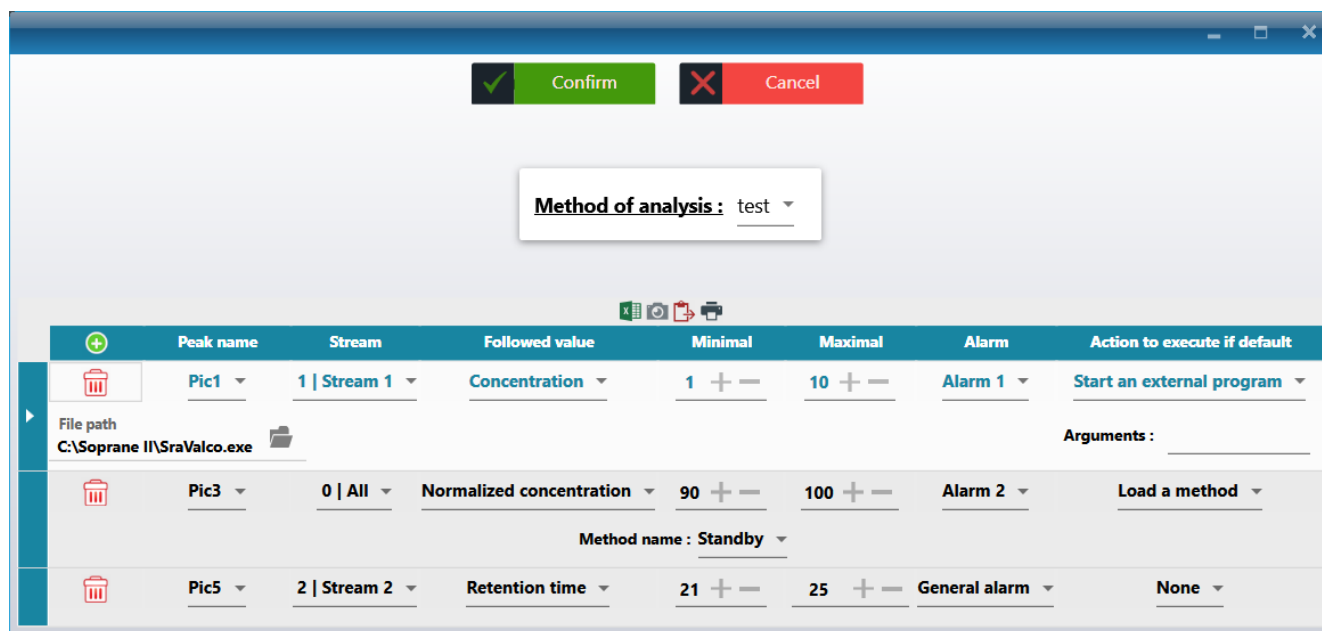 Confirm Cancel
Method of analysis : test
Peak name Stream Followed value Minimal Maximal Alarm Action to execute if default
Pic1 1 | Stream 1 Concentration 1 10 Alarm 1 Start an external program
File path
C:\Soprane II\SraValco.exe Arguments :
Pic3 0 | All Normalized concentration 90 100 Alarm 2 Load a method
Method name : Standby
Pic5 2 | Stream 2 Retention time 21 25 General alarm None